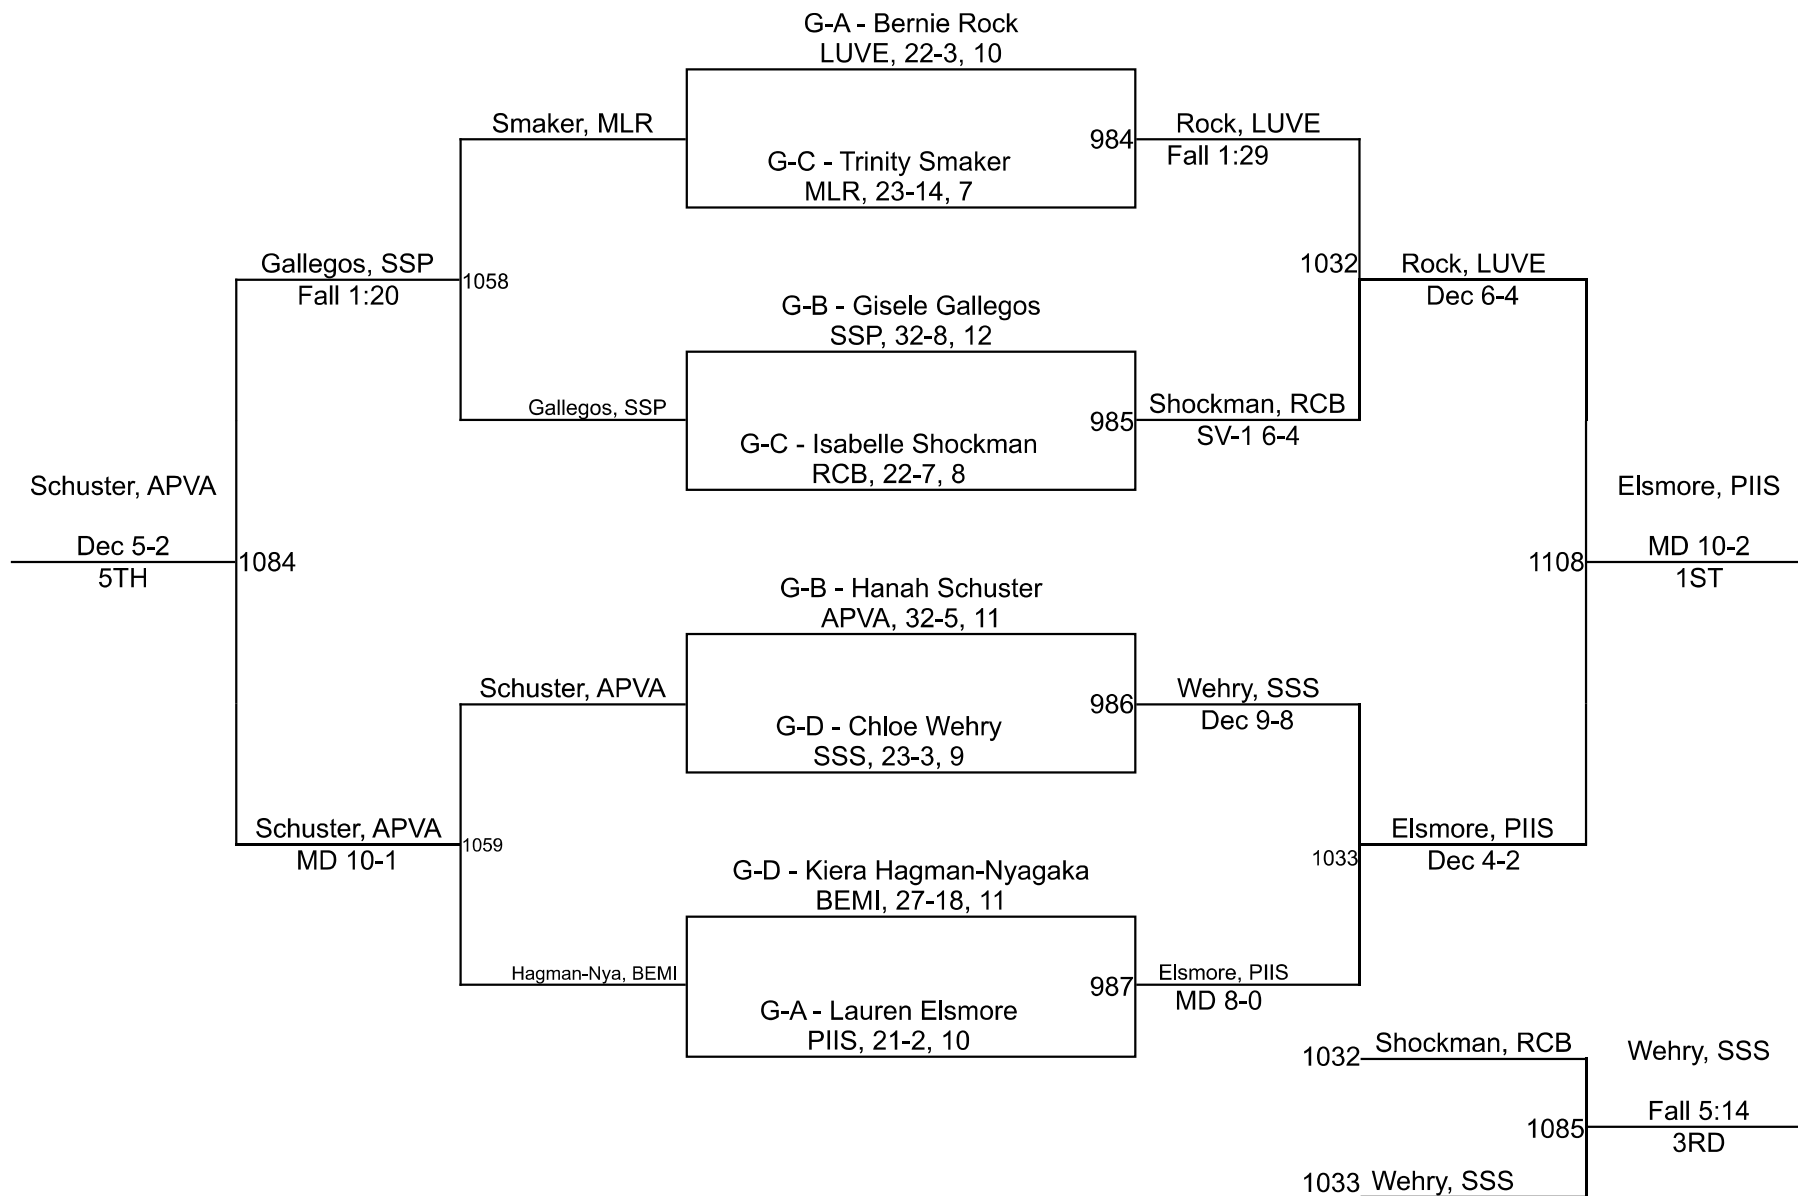 G-A - Bernie Rock
LUVE, 22-3, 10
Smaker, MLR
984
Rock, LUVE
Fall 1:29
G-C - Trinity Smaker
MLR, 23-14, 7
Gallegos, SSP
Fall 1:20
1058
1032
Rock, LUVE
Dec 6-4
G-B - Gisele Gallegos
SSP, 32-8, 12
Gallegos, SSP
985
Shockman, RCB
SV-1 6-4
G-C - Isabelle Shockman
RCB, 22-7, 8
Schuster, APVA
Dec 5-2
5TH
1084
1108
Elsmore, PIIS
MD 10-2
1ST
G-B - Hanah Schuster
APVA, 32-5, 11
Schuster, APVA
986
Wehry, SSS
Dec 9-8
G-D - Chloe Wehry
SSS, 23-3, 9
Schuster, APVA
MD 10-1
1059
1033
Elsmore, PIIS
Dec 4-2
G-D - Kiera Hagman-Nyagaka
BEMI, 27-18, 11
Hagman-Nya, BEMI
987
Elsmore, PIIS
MD 8-0
G-A - Lauren Elsmore
PIIS, 21-2, 10
1032
Shockman, RCB
Wehry, SSS
1085
Fall 5:14
3RD
1033
Wehry, SSS